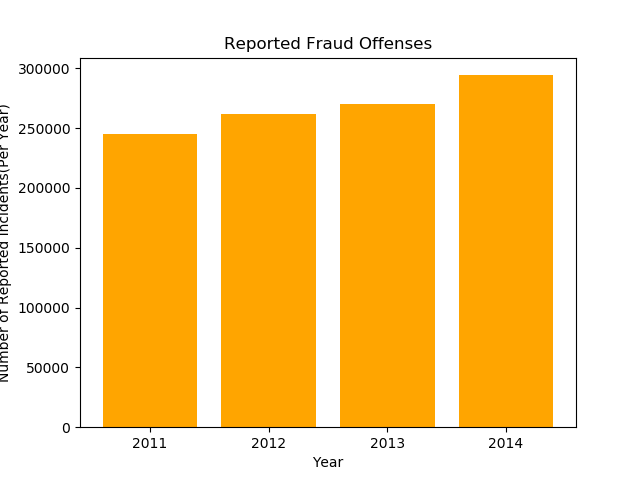 Reported Fraud Offenses
300000
250000
200000
150000
100000
50000
0
Number of Reported Incidents(Per Year)
2011 2012 2013 2014
Year